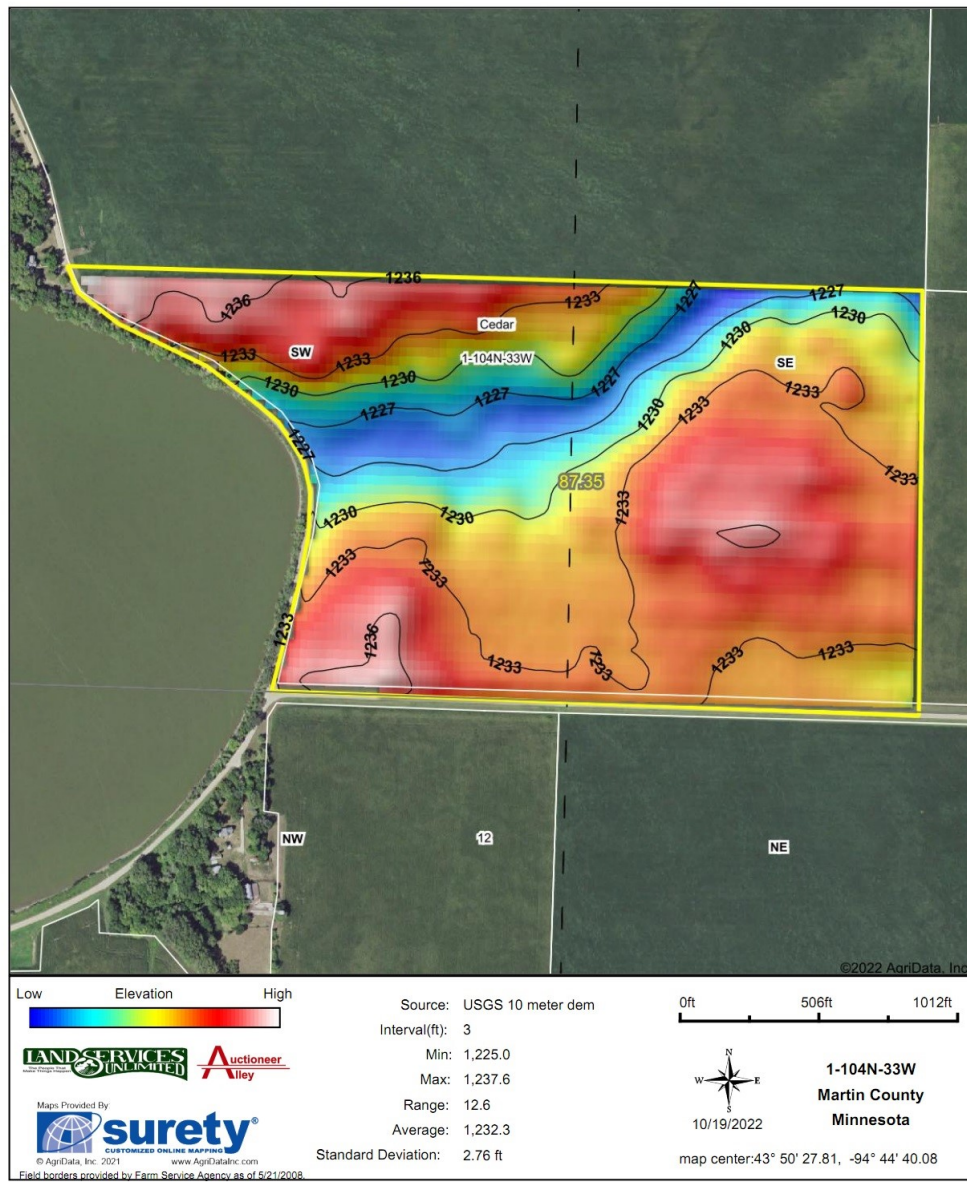 1236
1236
1233
1227
1227
Cedar
1230
SW
1233
1-104N-33W
SE
1233
1230
1230
1233
1227
1227
1227
1230
1233
1227
87.35
1233
1230
1230
1233
1233
1233
1233
1236
1233
1233
1233
1233
NW
12
NE
©2022 AgriData, Inc
Low Elevation High
LAND SERVICES
UNLIMITED
The People That
Make Things Happen
Auctioneer
Alley
Maps Provided By
surety®
CUSTOMIZED ONLINE MAPPING
© AgriData, Inc. 2021 www.AgriDataInc.com
Field borders provided by Farm Service Agency as of 5/21/2008.
Source: USGS 10 meter dem
Interval(ft): 3
Min: 1,225.0
Max: 1,237.6
Range: 12.6
Average: 1,232.3
Standard Deviation: 2.76 ft
0ft 506ft 1012ft
N
W E
S
10/19/2022
1-104N-33W
Martin County
Minnesota
map center:43° 50' 27.81, -94° 44' 40.08